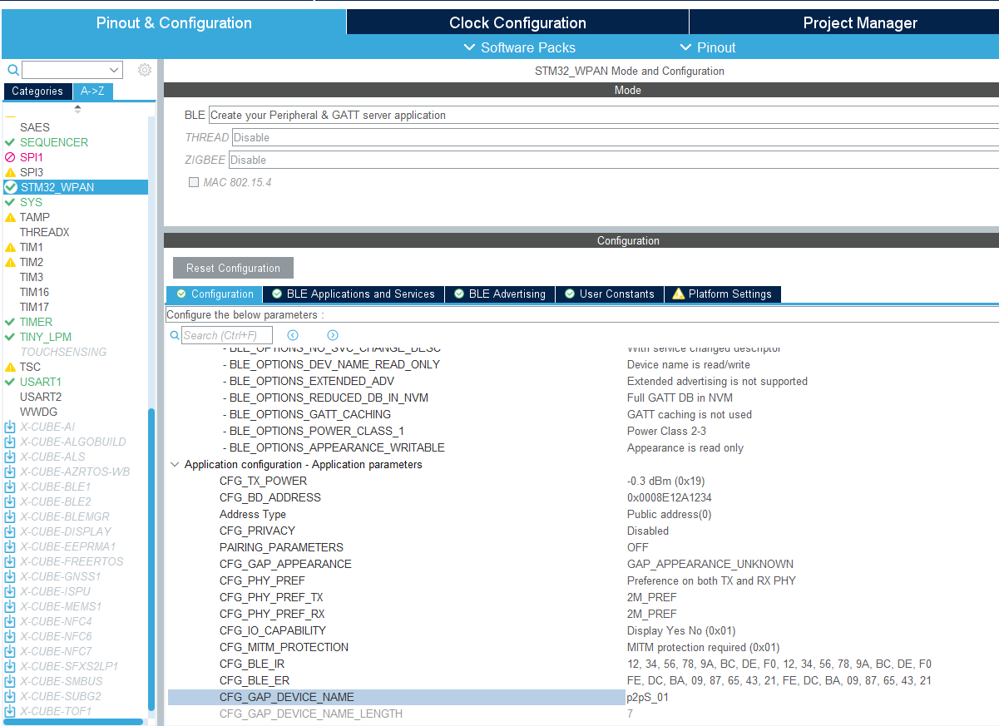 Pinout & Configuration
Clock Configuration
Project Manager
Software Packs
Pinout
Categories
A->Z
SAES
SEQUENCER
SPI1
SPI3
STM32_WPAN
SYS
TAMP
THREADX
TIM1
TIM2
TIM3
TIM16
TIM17
TIMER
TINY_LPM
TOUCHSENSING
TSC
USART1
USART2
WWDG
X-CUBE-AI
X-CUBE-ALGOBUILD
X-CUBE-ALS
X-CUBE-AZRTOS-WB
X-CUBE-BLE1
X-CUBE-BLE2
X-CUBE-BLEMGR
X-CUBE-DISPLAY
X-CUBE-EEPRMA1
X-CUBE-FREERTOS
X-CUBE-GNSS1
X-CUBE-ISPU
X-CUBE-MEMS1
X-CUBE-NFC4
X-CUBE-NFC6
X-CUBE-NFC7
X-CUBE-SFXS2LP1
X-CUBE-SMBUS
X-CUBE-SUBG2
X-CUBE-TOF1
STM32_WPAN Mode and Configuration
Mode
BLE Create your Peripheral & GATT server application
THREAD Disable
ZIGBEE Disable
MAC 802.15.4
Configuration
Reset Configuration
Configuration
BLE Applications and Services
BLE Advertising
User Constants
Platform Settings
Configure the below parameters :
Search (Ctrl+F)
- BLE_OPTIONS_NO_SVC_CHANGE_DESC With service changed descriptor
- BLE_OPTIONS_DEV_NAME_READ_ONLY Device name is read/write
- BLE_OPTIONS_EXTENDED_ADV Extended advertising is not supported
- BLE_OPTIONS_REDUCED_DB_IN_NVM Full GATT DB in NVM
- BLE_OPTIONS_GATT_CACHING GATT caching is not used
- BLE_OPTIONS_POWER_CLASS_1 Power Class 2-3
- BLE_OPTIONS_APPEARANCE_WRITABLE Appearance is read only
Application configuration - Application parameters
CFG_TX_POWER -0.3 dBm (0x19)
CFG_BD_ADDRESS 0x0008E12A1234
Address Type Public address(0)
CFG_PRIVACY Disabled
PAIRING_PARAMETERS OFF
CFG_GAP_APPEARANCE GAP_APPEARANCE_UNKNOWN
CFG_PHY_PREF Preference on both TX and RX PHY
CFG_PHY_PREF_TX 2M_PREF
CFG_PHY_PREF_RX 2M_PREF
CFG_IO_CAPABILITY Display Yes No (0x01)
CFG_MITM_PROTECTION MITM protection required (0x01)
CFG_BLE_IR 12, 34, 56, 78, 9A, BC, DE, F0, 12, 34, 56, 78, 9A, BC, DE, F0
CFG_BLE_ER FE, DC, BA, 09, 87, 65, 43, 21, FE, DC, BA, 09, 87, 65, 43, 21
CFG_GAP_DEVICE_NAME p2pS_01
CFG_GAP_DEVICE_NAME_LENGTH 7